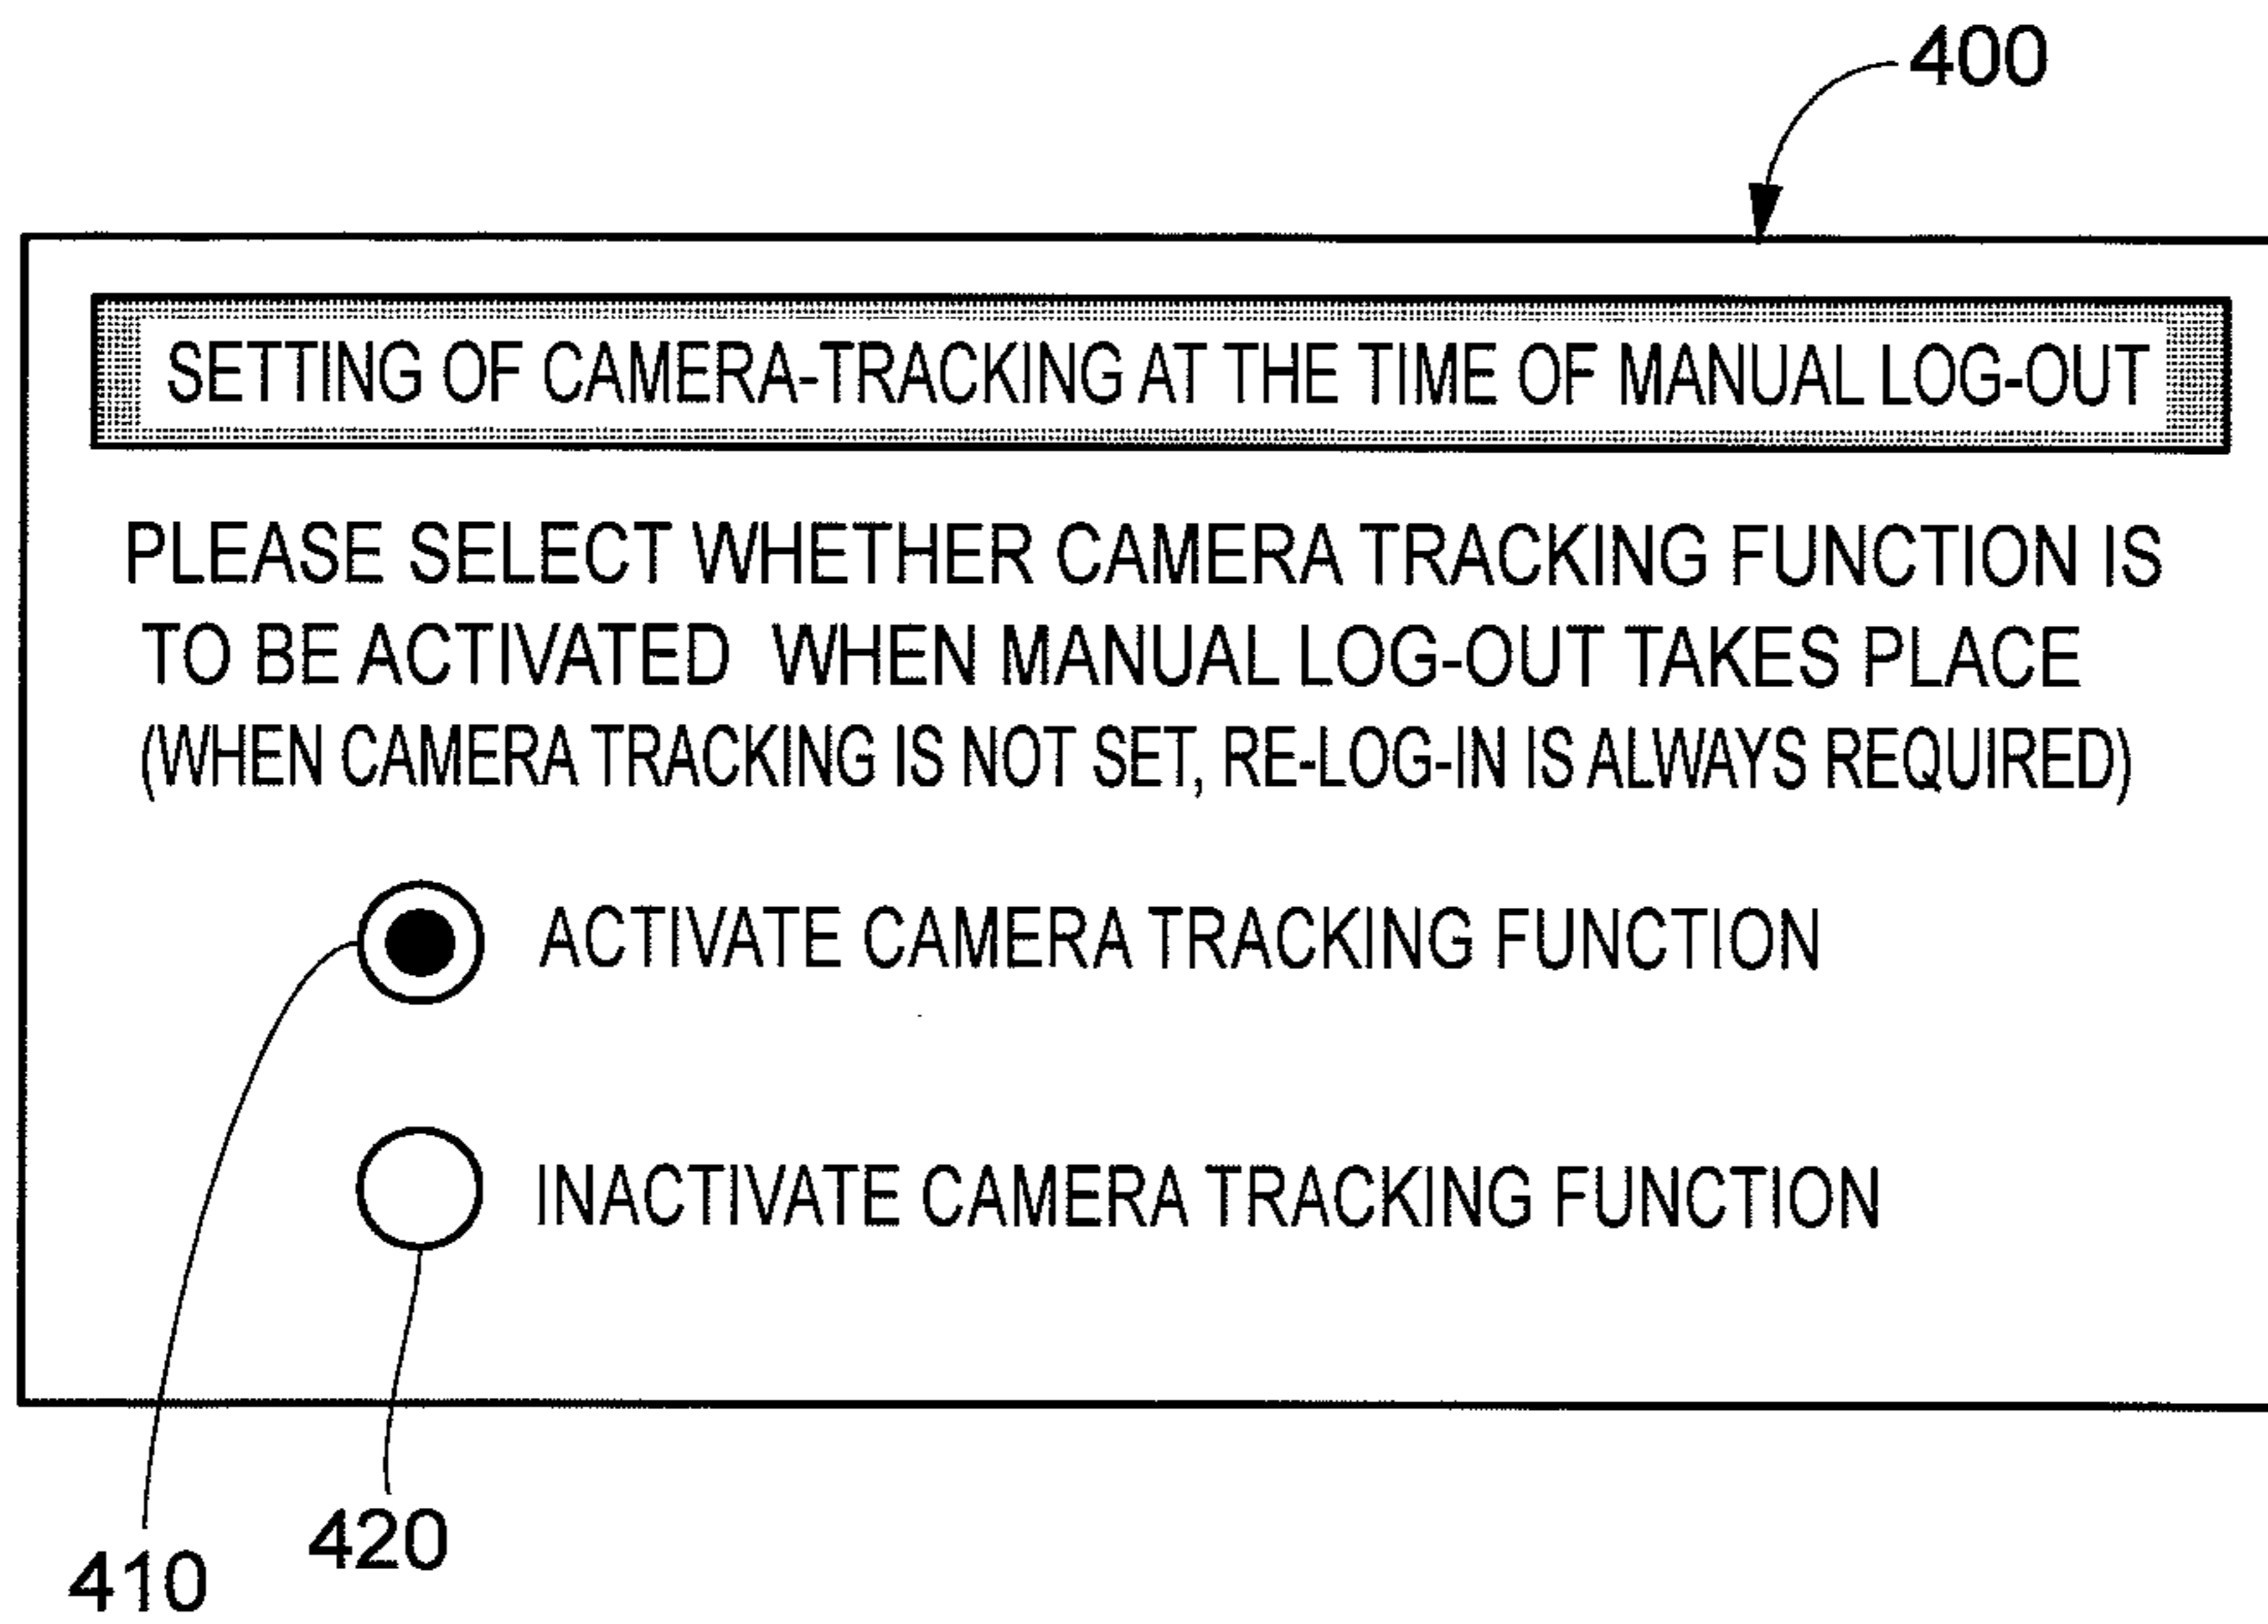 400
SETTING OF CAMERA-TRACKING AT THE TIME OF MANUAL LOG-OUT
PLEASE SELECT WHETHER CAMERA TRACKING FUNCTION IS
TO BE ACTIVATED WHEN MANUAL LOG-OUT TAKES PLACE
(WHEN CAMERA TRACKING IS NOT SET, RE-LOG-IN IS ALWAYS REQUIRED)
ACTIVATE CAMERA TRACKING FUNCTION
INACTIVATE CAMERA TRACKING FUNCTION
420
410